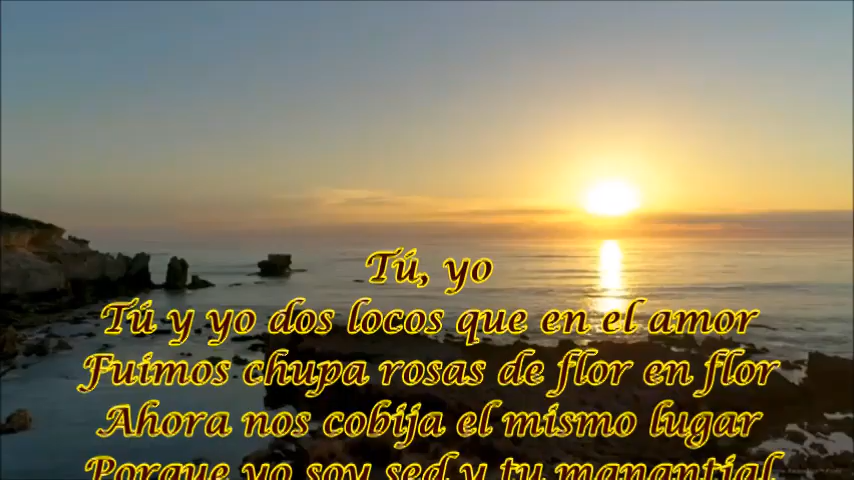 Tú, yo
Tú y yo dos locos que en el amor
Fuimos chupa rosas de flor en flor
Ahora nos cobija el mismo lugar
Porque yo soy sed y tu manantial